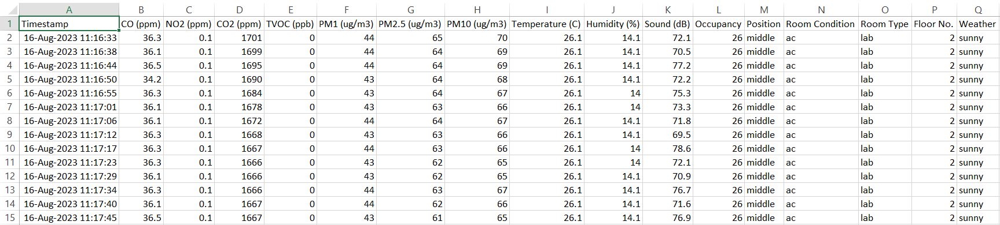 A B C D E F G H I J K L M N O P Q
1 Timestamp CO (ppm) NO2 (ppm) CO2 (ppm) TVOC (ppb) PM1 (ug/m3) PM2.5 (ug/m3) PM10 (ug/m3) Temperature (C) Humidity (%) Sound (dB) Occupancy Position Room Condition Room Type Floor No. Weather
2 16-Aug-2023 11:16:33 36.3 0.1 1701 0 44 65 70 26.1 14.1 72.1 26 middle ac lab 2 sunny
3 16-Aug-2023 11:16:38 36.1 0.1 1699 0 44 64 69 26.1 14.1 70.5 26 middle ac lab 2 sunny
4 16-Aug-2023 11:16:44 36.5 0.1 1695 0 44 64 69 26.1 14.1 77.2 26 middle ac lab 2 sunny
5 16-Aug-2023 11:16:50 34.2 0.1 1690 0 43 64 68 26.1 14.1 72.2 26 middle ac lab 2 sunny
6 16-Aug-2023 11:16:55 36.3 0.1 1684 0 43 64 67 26.1 14 75.3 26 middle ac lab 2 sunny
7 16-Aug-2023 11:17:01 36.1 0.1 1678 0 43 63 66 26.1 14 73.3 26 middle ac lab 2 sunny
8 16-Aug-2023 11:17:06 36.1 0.1 1672 0 44 64 67 26.1 14.1 71.8 26 middle ac lab 2 sunny
9 16-Aug-2023 11:17:12 36.3 0.1 1668 0 43 63 66 26.1 14.1 69.5 26 middle ac lab 2 sunny
10 16-Aug-2023 11:17:17 36.3 0.1 1667 0 44 63 66 26.1 14 78.6 26 middle ac lab 2 sunny
11 16-Aug-2023 11:17:23 36.3 0.1 1666 0 43 62 65 26.1 14 72.1 26 middle ac lab 2 sunny
12 16-Aug-2023 11:17:29 36.1 0.1 1666 0 43 62 65 26.1 14.1 70.9 26 middle ac lab 2 sunny
13 16-Aug-2023 11:17:34 36.3 0.1 1666 0 44 63 67 26.1 14.1 76.7 26 middle ac lab 2 sunny
14 16-Aug-2023 11:17:40 36.1 0.1 1667 0 44 62 66 26.1 14.1 71.6 26 middle ac lab 2 sunny
15 16-Aug-2023 11:17:45 36.5 0.1 1667 0 43 61 65 26.1 14.1 76.9 26 middle ac lab 2 sunny